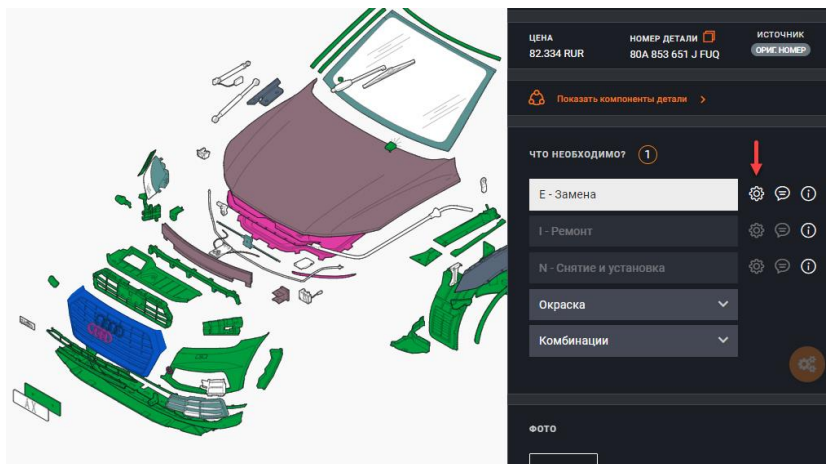 ЦЕНА
НОМЕР ДЕТАЛИ
ИСТОЧНИК
82.334 RUR
80A 853 651 J FUQ
ОРИГ. НОМЕР
Показать компоненты детали
ЧТО НЕОБХОДИМО? 1
E - Замена
I - Ремонт
N - Снятие и установка
Окраска
Комбинации
ФОТО